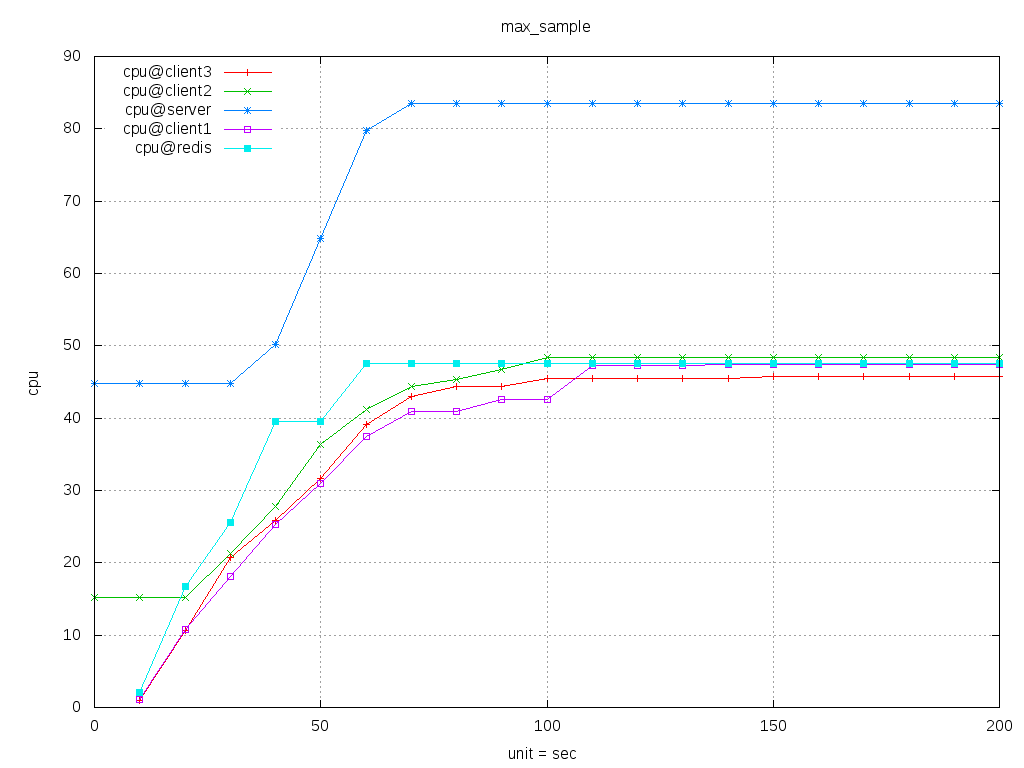 max_sample
cpu@client3
cpu@client2
cpu@server
cpu@client1
cpu@redis
90
80
70
60
50
40
30
20
10
0
cpu
0 50 100 150 200
unit = sec